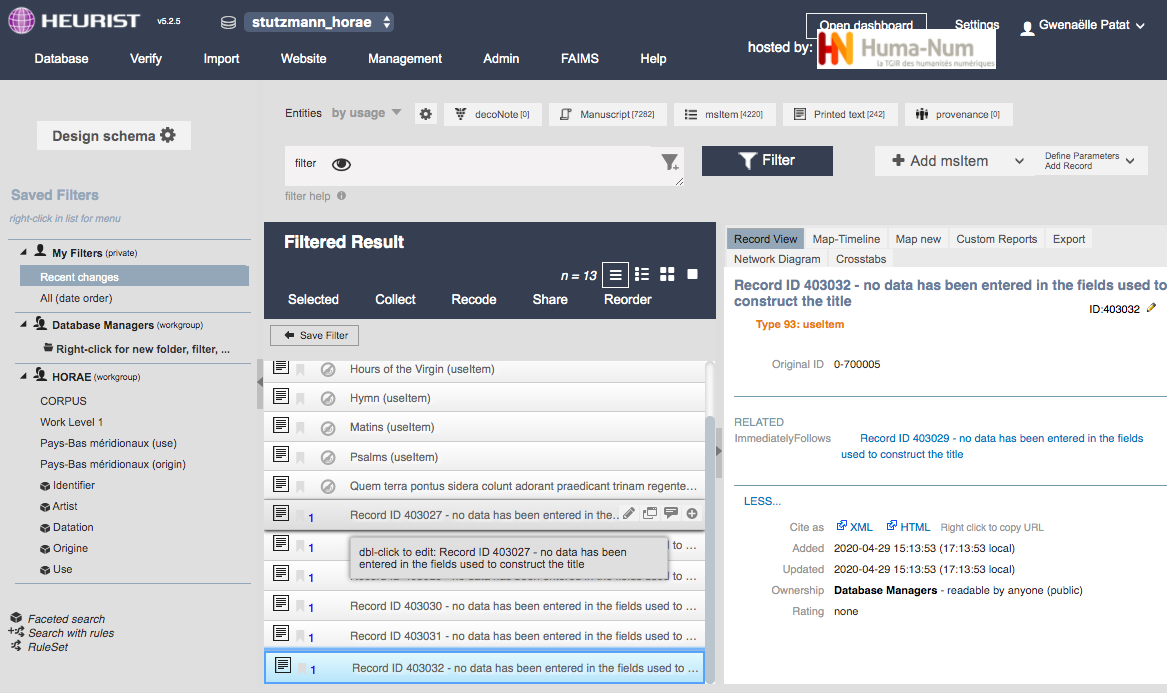 HEURIST v5.2.5
stutzmann_horae
Open dashboard
Settings
Gwenaëlle Patat
hosted by:
HN Huma-Num
la TGIR des humanités numériques
Database Verify Import Website Management Admin FAIMS Help
Design schema
Saved Filters
right-click in list for menu
My Filters (private)
Recent changes
All (date order)
Database Managers (workgroup)
Right-click for new folder, filter, ...
HORAE (workgroup)
CORPUS
Work Level 1
Pays-Bas méridionaux (use)
Pays-Bas méridionaux (origin)
Identifier
Artist
Datation
Origine
Use
Faceted search
Search with rules
RuleSet
Entities by usage decoNote [0] Manuscript [7282] msItem [4220] Printed text [242] provenance [0]
filter
Filter
Add msItem
Define Parameters
Add Record
filter help
Filtered Result
n = 13
Selected Collect Recode Share Reorder
Save Filter
Hours of the Virgin (useItem)
Hymn (useItem)
Matins (useItem)
Psalms (useItem)
Quem terra pontus sidera colunt adorant praedicant trinam regente...
1 Record ID 403027 - no data has been entered in the...
1 to ...
dbl-click to edit: Record ID 403027 - no data has been
entered in the fields used to construct the title
1 to ...
1 Record ID 403030 - no data has been entered in the fields used to ...
1 Record ID 403031 - no data has been entered in the fields used to ...
1 Record ID 403032 - no data has been entered in the fields used to ...
Record View Map-Timeline Map new Custom Reports Export
Network Diagram Crosstabs
Record ID 403032 - no data has been entered in the fields used to
construct the title
ID:403032
Type 93: useItem
Original ID 0-700005
RELATED
ImmediatelyFollows Record ID 403029 - no data has been entered in the fields
used to construct the title
LESS...
Cite as XML HTML Right click to copy URL
Added 2020-04-29 15:13:53 (17:13:53 local)
Updated 2020-04-29 15:13:53 (17:13:53 local)
Ownership Database Managers - readable by anyone (public)
Rating none